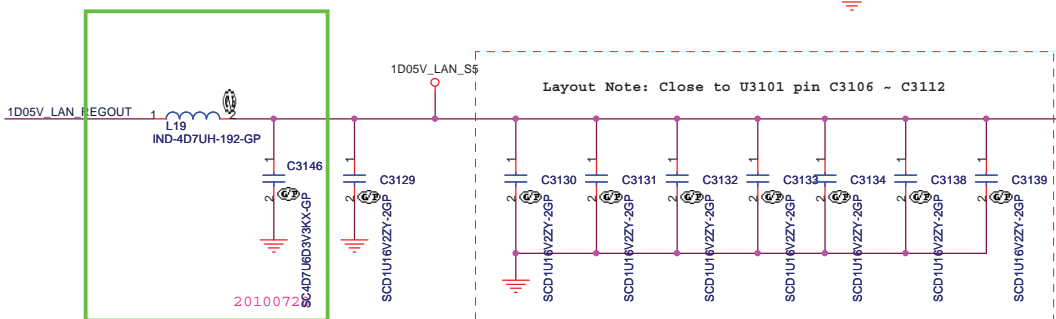 1D05V_LAN_S5
Layout Note: Close to U3101 pin C3106 ~ C3112
1D05V_LAN_REGOUT
1
2
L19
IND-4D7UH-192-GP
1
C3146
2
SC4D7U6D3V3KX-GP
1
C3129
2
SCD1U16V2ZY-2GP
1
C3130
2
SCD1U16V2ZY-2GP
1
C3131
2
SCD1U16V2ZY-2GP
1
C3132
2
SCD1U16V2ZY-2GP
1
C3133
2
SCD1U16V2ZY-2GP
1
C3134
2
SCD1U16V2ZY-2GP
1
C3138
2
SCD1U16V2ZY-2GP
1
C3139
2
SCD1U16V2ZY-2GP